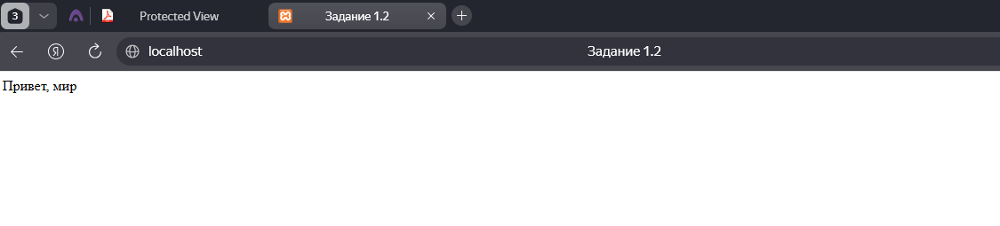 3 Protected View Задание 1.2
Я localhost Задание 1.2
Привет, мир